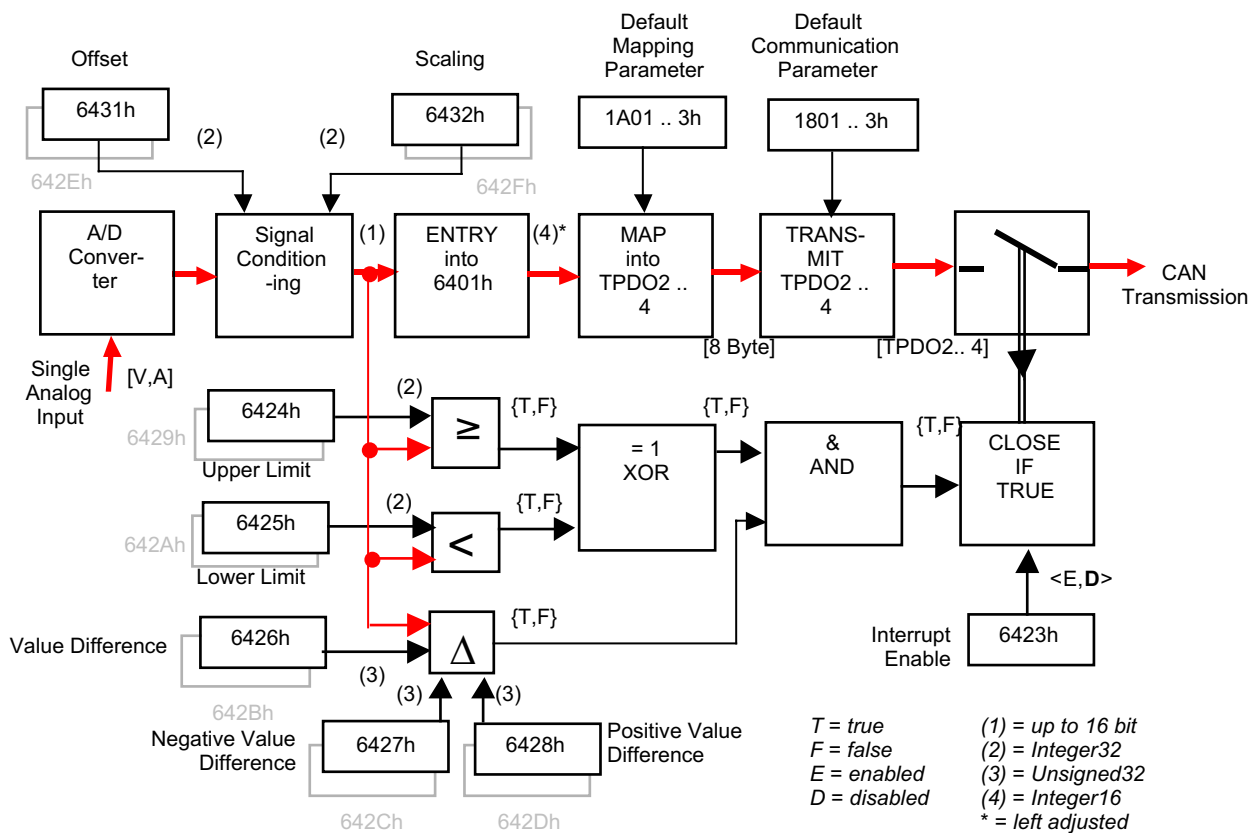 Default
Mapping
Parameter
Default
Communication
Parameter
Offset
Scaling
6431h
(2)
(2)
6432h
1A01 .. 3h
1801 .. 3h
642Eh
642Fh
A/D
Conver-
ter
Signal
Condition
-ing
(1)
ENTRY
into
6401h
(4)*
MAP
into
TPDO2 ..
4
TRANS-
MIT
TPDO2 ..
4
CAN
Transmission
[8 Byte]
[TPDO2.. 4]
Single
Analog
Input
[V,A]
6424h
(2)
6429h
Upper Limit
≥
{T,F}
= 1
XOR
{T,F}
&
AND
{T,F}
CLOSE
IF
TRUE
6425h
(2)
642Ah
Lower Limit
<
{T,F}
<E,D>
Value Difference
6426h
(3)
642Bh
Δ
{T,F}
Interrupt
Enable
6423h
(3)
(3)
Negative Value
Difference
6427h
6428h
Positive Value
Difference
642Ch
642Dh
T = true
F = false
E = enabled
D = disabled
(1) = up to 16 bit
(2) = Integer32
(3) = Unsigned32
(4) = Integer16
* = left adjusted